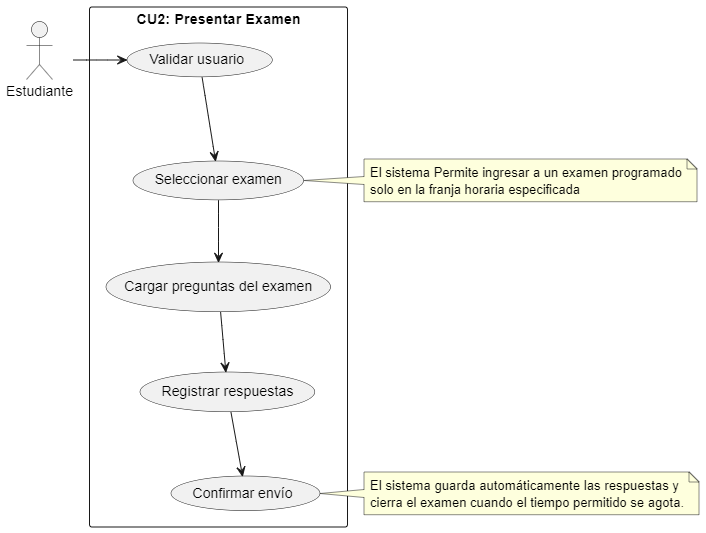 CU2: Presentar Examen
Estudiante
Validar usuario
Seleccionar examen
El sistema Permite ingresar a un examen programado
solo en la franja horaria especificada
Cargar preguntas del examen
Registrar respuestas
Confirmar envío
El sistema guarda automáticamente las respuestas y
cierra el examen cuando el tiempo permitido se agota.